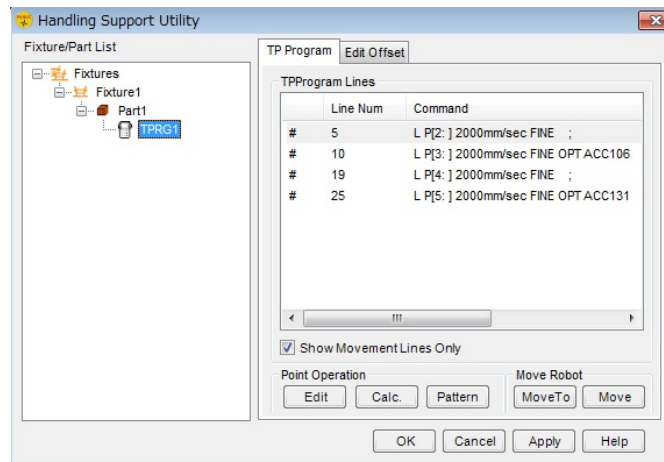 Handling Support Utility
Fixture/Part List
Fixtures
Fixture1
Part1
TPRG1
TP Program Edit Offset
TPProgram Lines
Line Num Command
# 5 L P[2: ] 2000mm/sec FINE ;
# 10 L P[3: ] 2000mm/sec FINE OPT ACC106
# 19 L P[4: ] 2000mm/sec FINE ;
# 25 L P[5: ] 2000mm/sec FINE OPT ACC131
Show Movement Lines Only
Point Operation
Edit Calc. Pattern
Move Robot
MoveTo Move
OK Cancel Apply Help